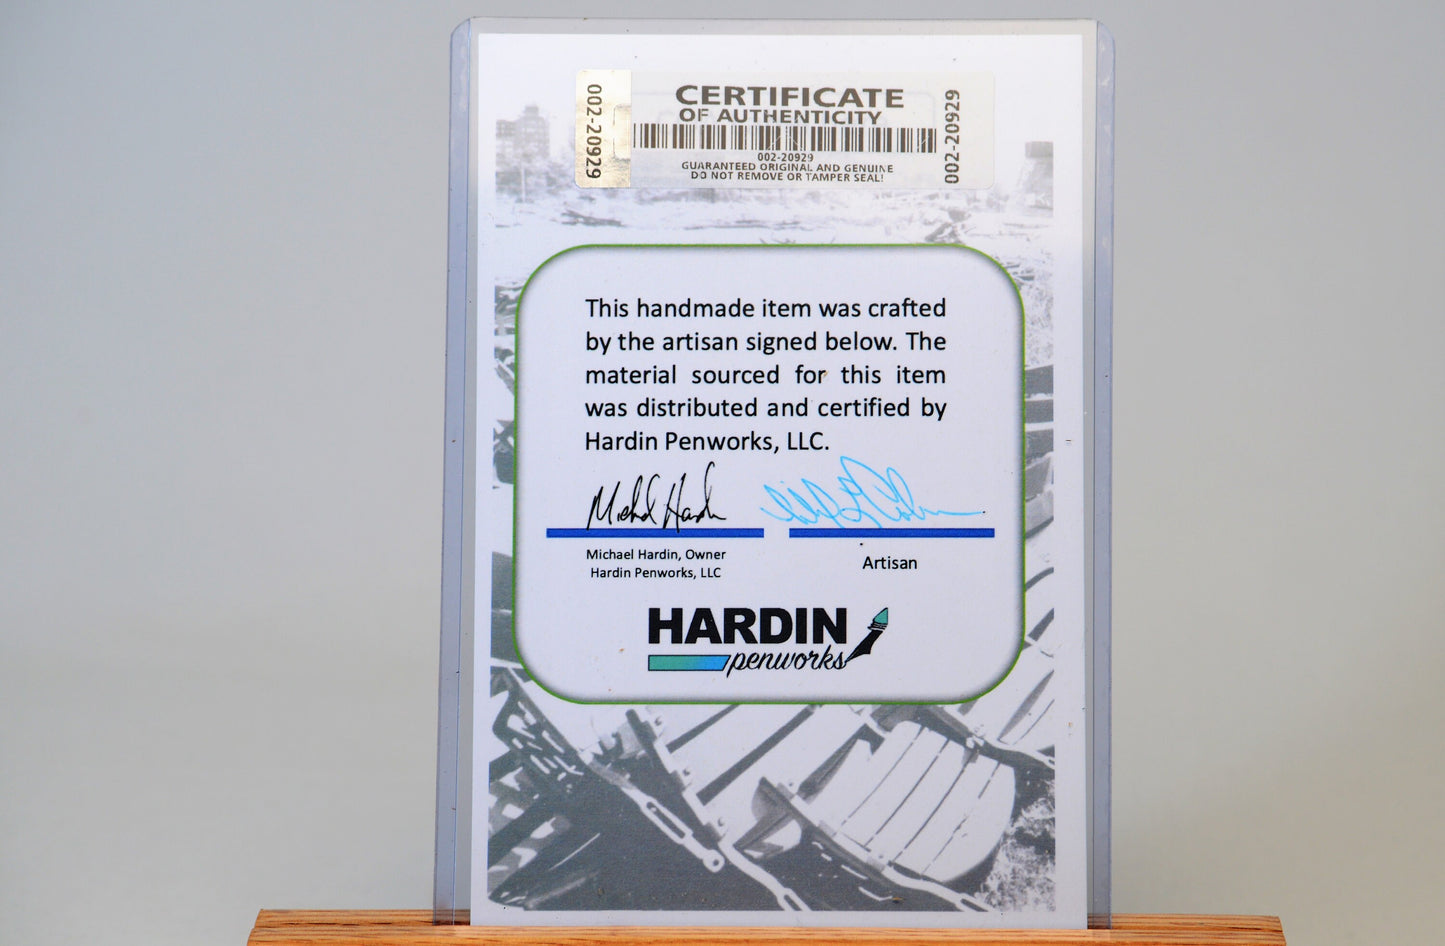 002-20929
CERTIFICATE
OF AUTHENTICITY
002-20929
GUARANTEED ORIGINAL AND GENUINE
DO NOT REMOVE OR TAMPER SEAL!
002-20929
This handmade item was crafted
by the artisan signed below. The
material sourced for this item
was distributed and certified by
Hardin Penworks, LLC.
Michael Hardin, Owner
Hardin Penworks, LLC
Artisan
HARDIN
penworks